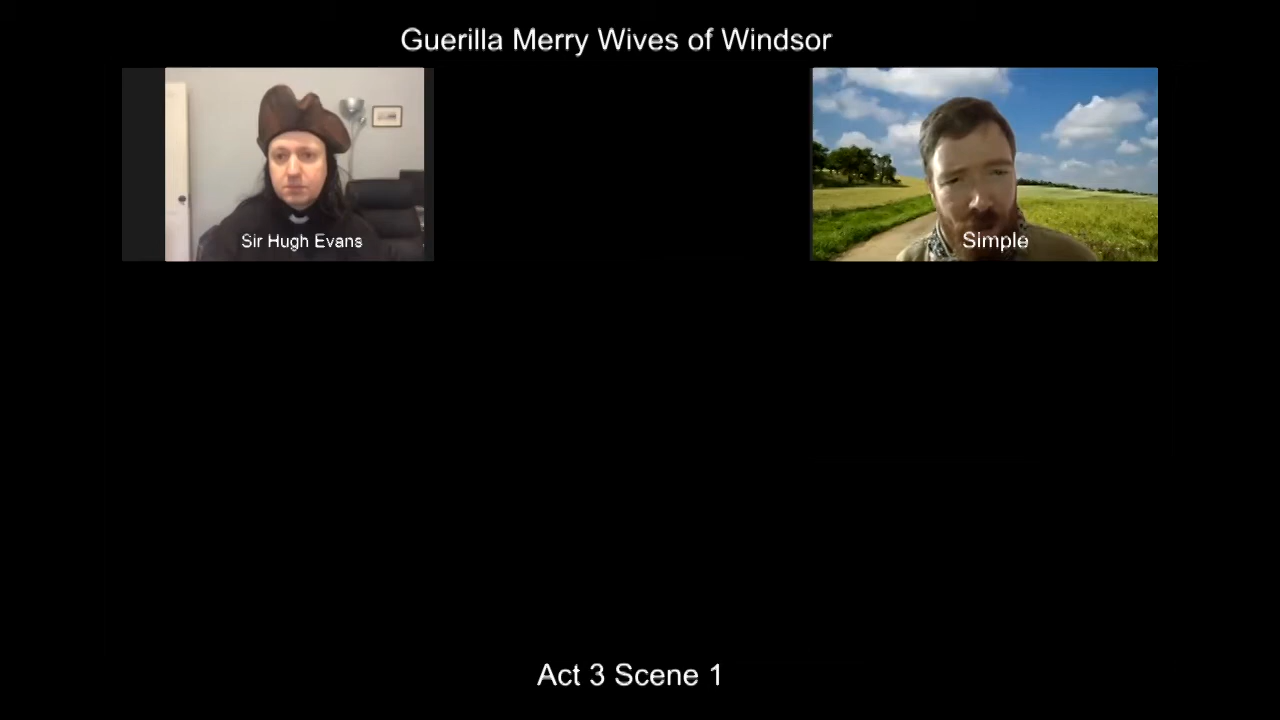 Guerilla Merry Wives of Windsor
Sir Hugh Evans
Simple
Act 3 Scene 1